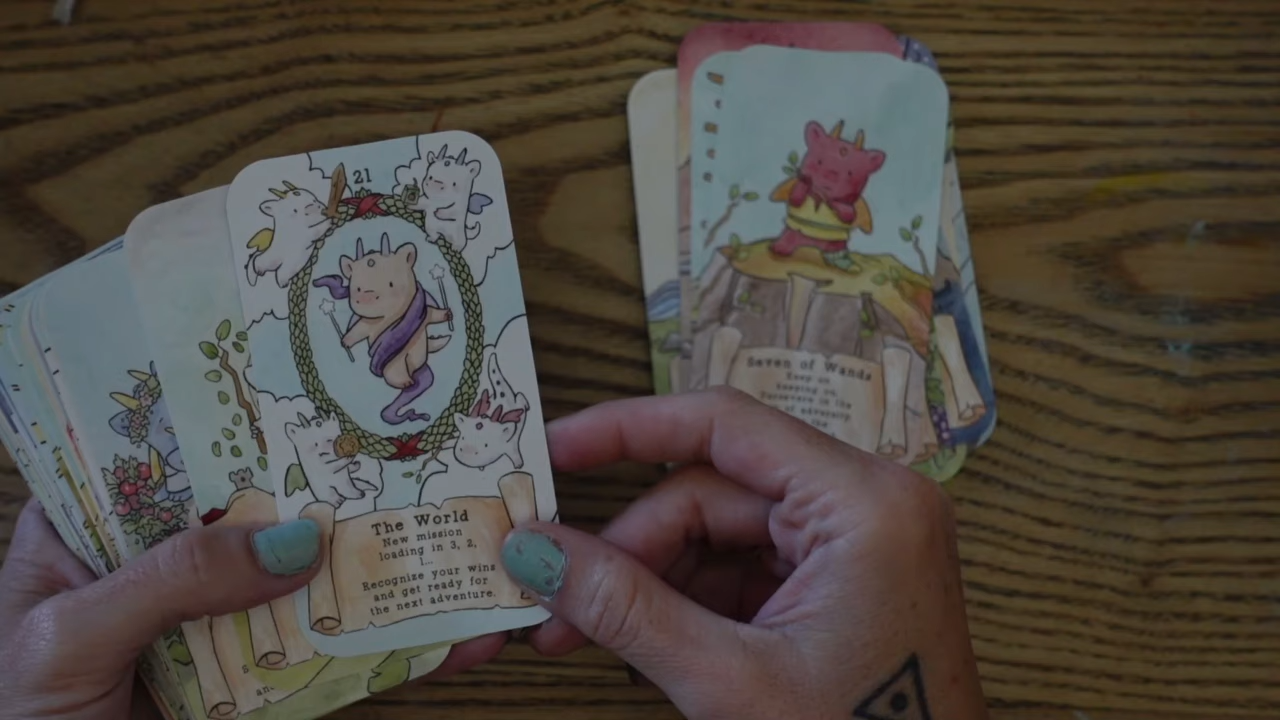 21
The World
New mission
loading in 3, 2,
1...
Recognize your wins
and get ready for
the next adventure.
Seven of Wands
Keep on
keeping on.
Persevere in the
of adversity
the